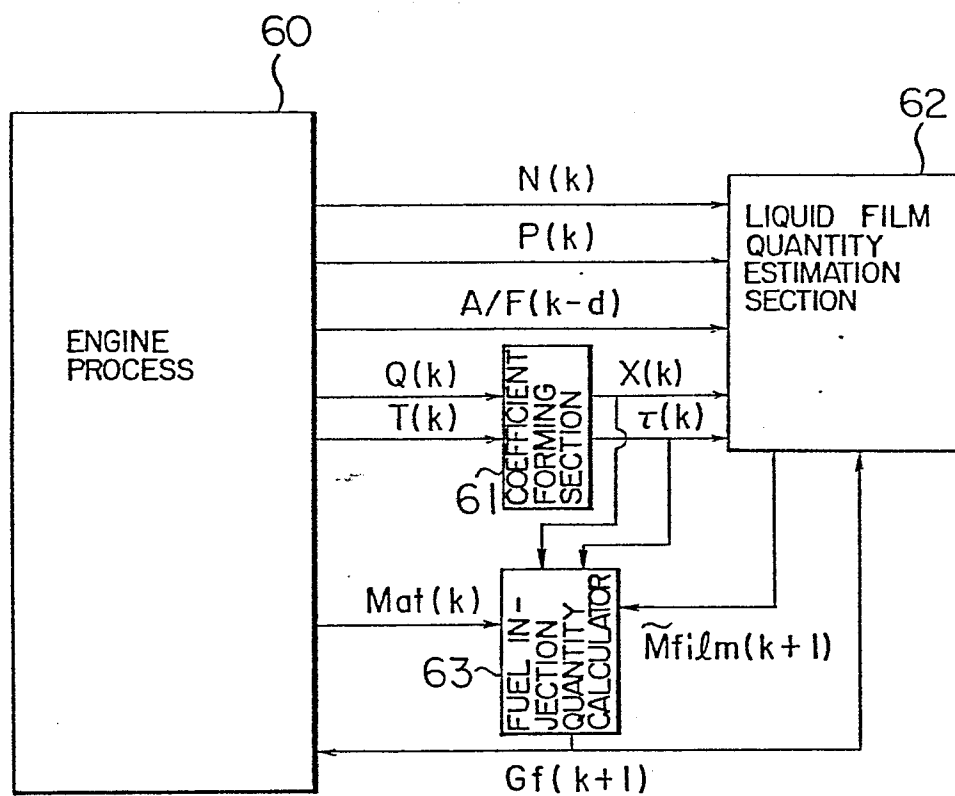 60
62
N(k)
LIQUID FILM
QUANTITY
ESTIMATION
SECTION
P(k)
A/F(k-d)
ENGINE
PROCESS
Q(k)
T(k)
COEFFICIENT
FORMING
SECTION
61
X(k)
τ(k)
Mat(k)
FUEL IN-
JECTION
QUANTITY
CALCULATOR
63
M̃film(k+1)
Gf(k+1)